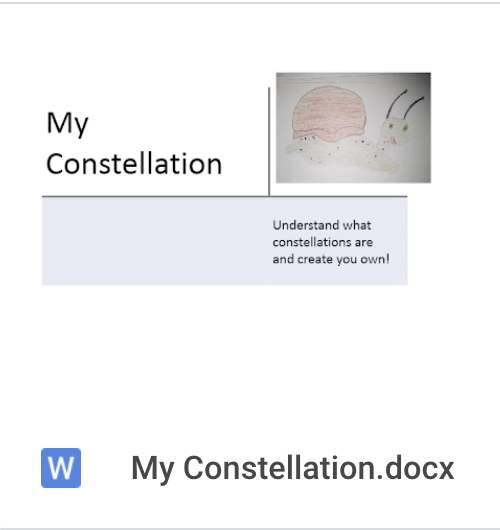 My
Constellation
Understand what
constellations are
and create you own!
W
My Constellation.docx